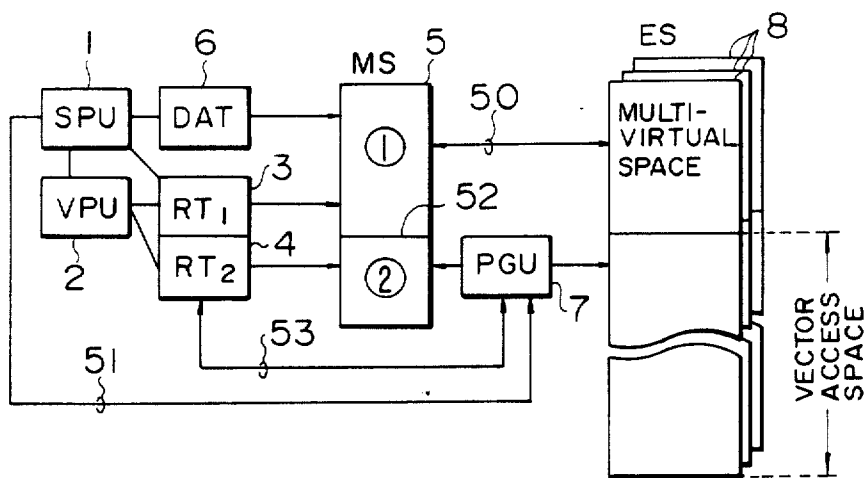 1
6
MS
5
ES
8
SPU
DAT
①
50
MULTI-
VIRTUAL
SPACE
VPU
2
RT1
3
RT2
4
52
②
PGU
7
53
51
VECTOR
ACCESS
SPACE